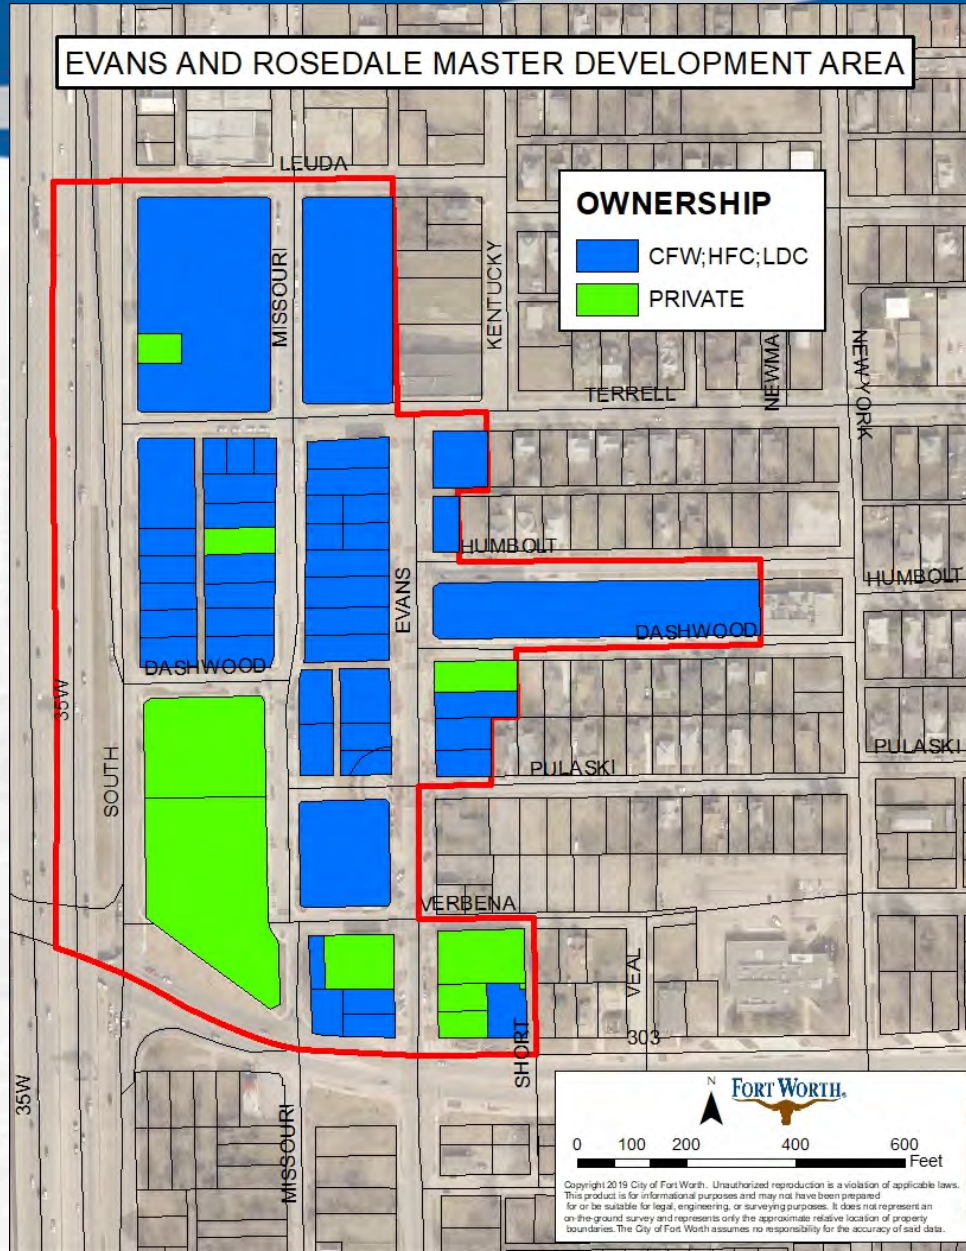 EVANS AND ROSEDALE MASTER DEVELOPMENT AREA
LEUDA
OWNERSHIP
CFW;HFC;LDC
PRIVATE
MISSOURI
KENTUCKY
TERRELL
NEWMA
NEW YORK
HUMBOLT
HUMBOLT
EVANS
DASHWOOD
DASHWOOD
35W
SOUTH
PULASKI
PULASKI
VERBENA
VEAL
303
SHORT
35W
MISSOURI
N
FORT WORTH®
0 100 200 400 600
Feet
Copyright 2019 City of Fort Worth. Unauthorized reproduction is a violation of applicable laws.
This product is for informational purposes and may not have been prepared
for or be suitable for legal, engineering, or surveying purposes. It does not represent an
on-the-ground survey and represents only the approximate relative location of property
boundaries. The City of Fort Worth assumes no responsibility for the accuracy of said data.